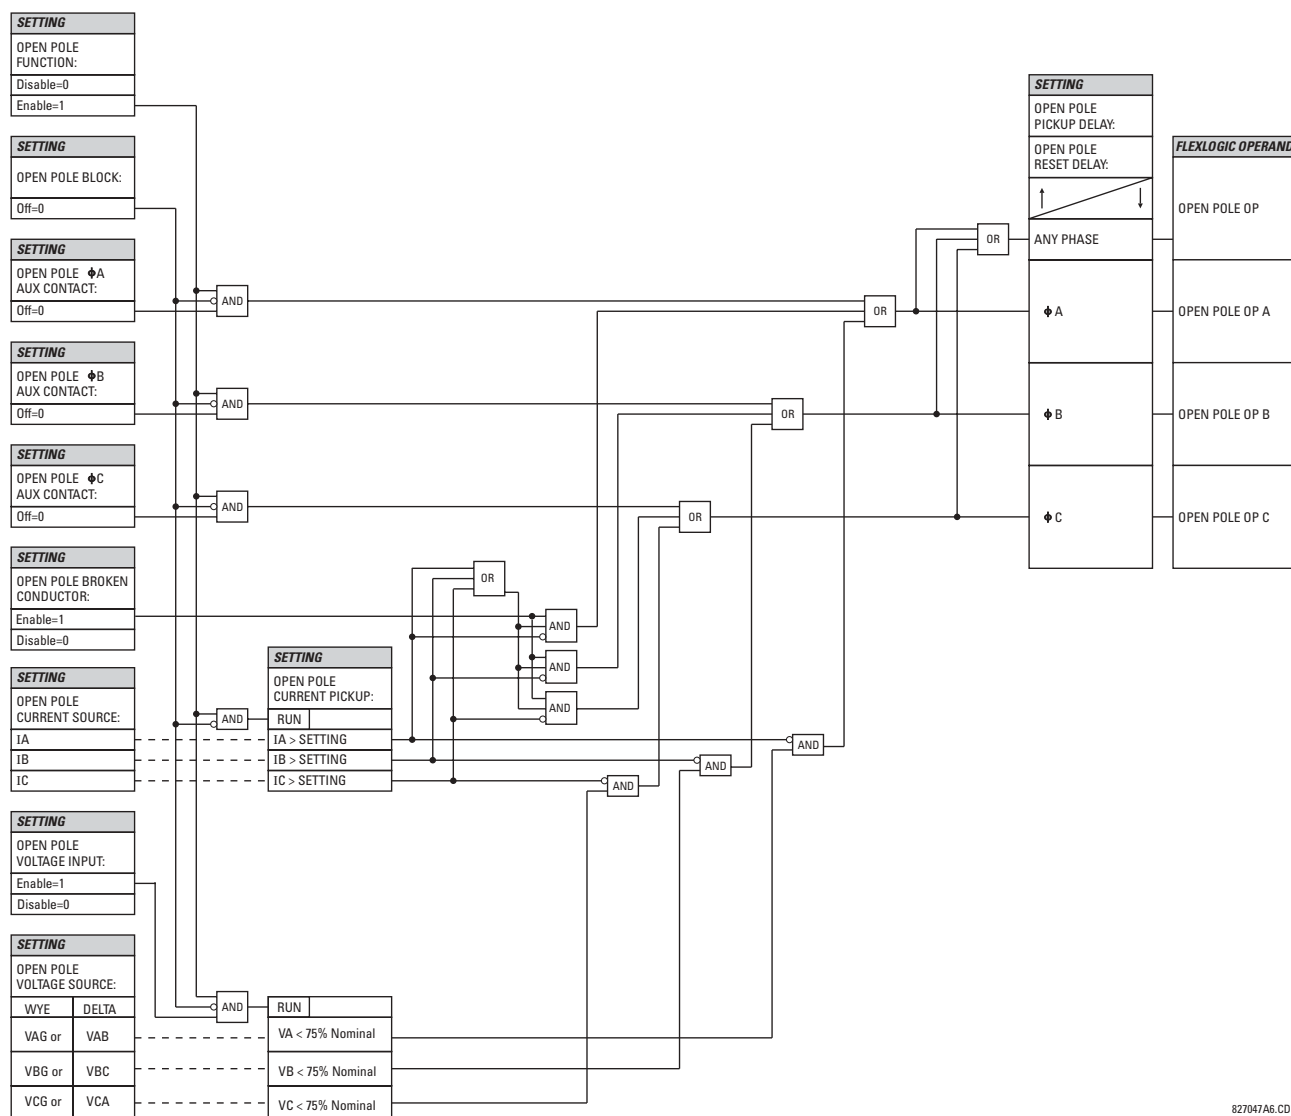 SETTING
OPEN POLE
FUNCTION:
Disable=0
Enable=1
SETTING
OPEN POLE BLOCK:
Off=0
SETTING
OPEN POLE ϕA
AUX CONTACT:
Off=0
SETTING
OPEN POLE ϕB
AUX CONTACT:
Off=0
SETTING
OPEN POLE ϕC
AUX CONTACT:
Off=0
SETTING
OPEN POLE BROKEN
CONDUCTOR:
Enable=1
Disable=0
SETTING
OPEN POLE
CURRENT SOURCE:
IA
IB
IC
SETTING
OPEN POLE
VOLTAGE INPUT:
Enable=1
Disable=0
SETTING
OPEN POLE
VOLTAGE SOURCE:
WYE DELTA
VAG or VAB
VBG or VBC
VCG or VCA
AND
AND
AND
AND
AND
SETTING
OPEN POLE
CURRENT PICKUP:
RUN
IA > SETTING
IB > SETTING
IC > SETTING
RUN
VA < 75% Nominal
VB < 75% Nominal
VC < 75% Nominal
OR
AND
AND
AND
AND
AND
AND
OR
OR
OR
OR
SETTING
OPEN POLE
PICKUP DELAY:
OPEN POLE
RESET DELAY:
ANY PHASE
ϕA
ϕB
ϕC
FLEXLOGIC OPERAND
OPEN POLE OP
OPEN POLE OP A
OPEN POLE OP B
OPEN POLE OP C
827047A6.CD